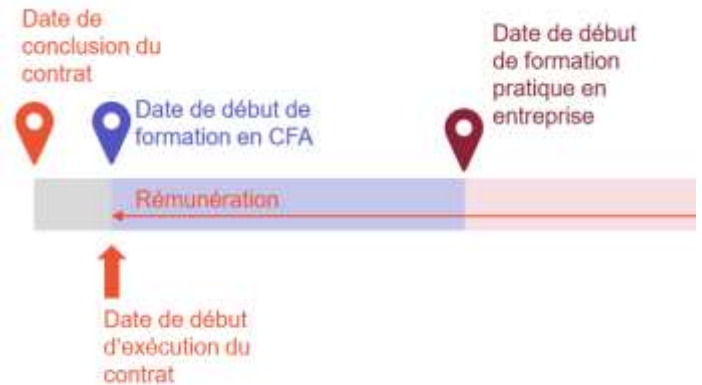 Date de
conclusion du
contrat
Date de début de
formation en CFA
Date de début
de formation
pratique en
entreprise
Rémunération
Date de début
d'exécution du
contrat